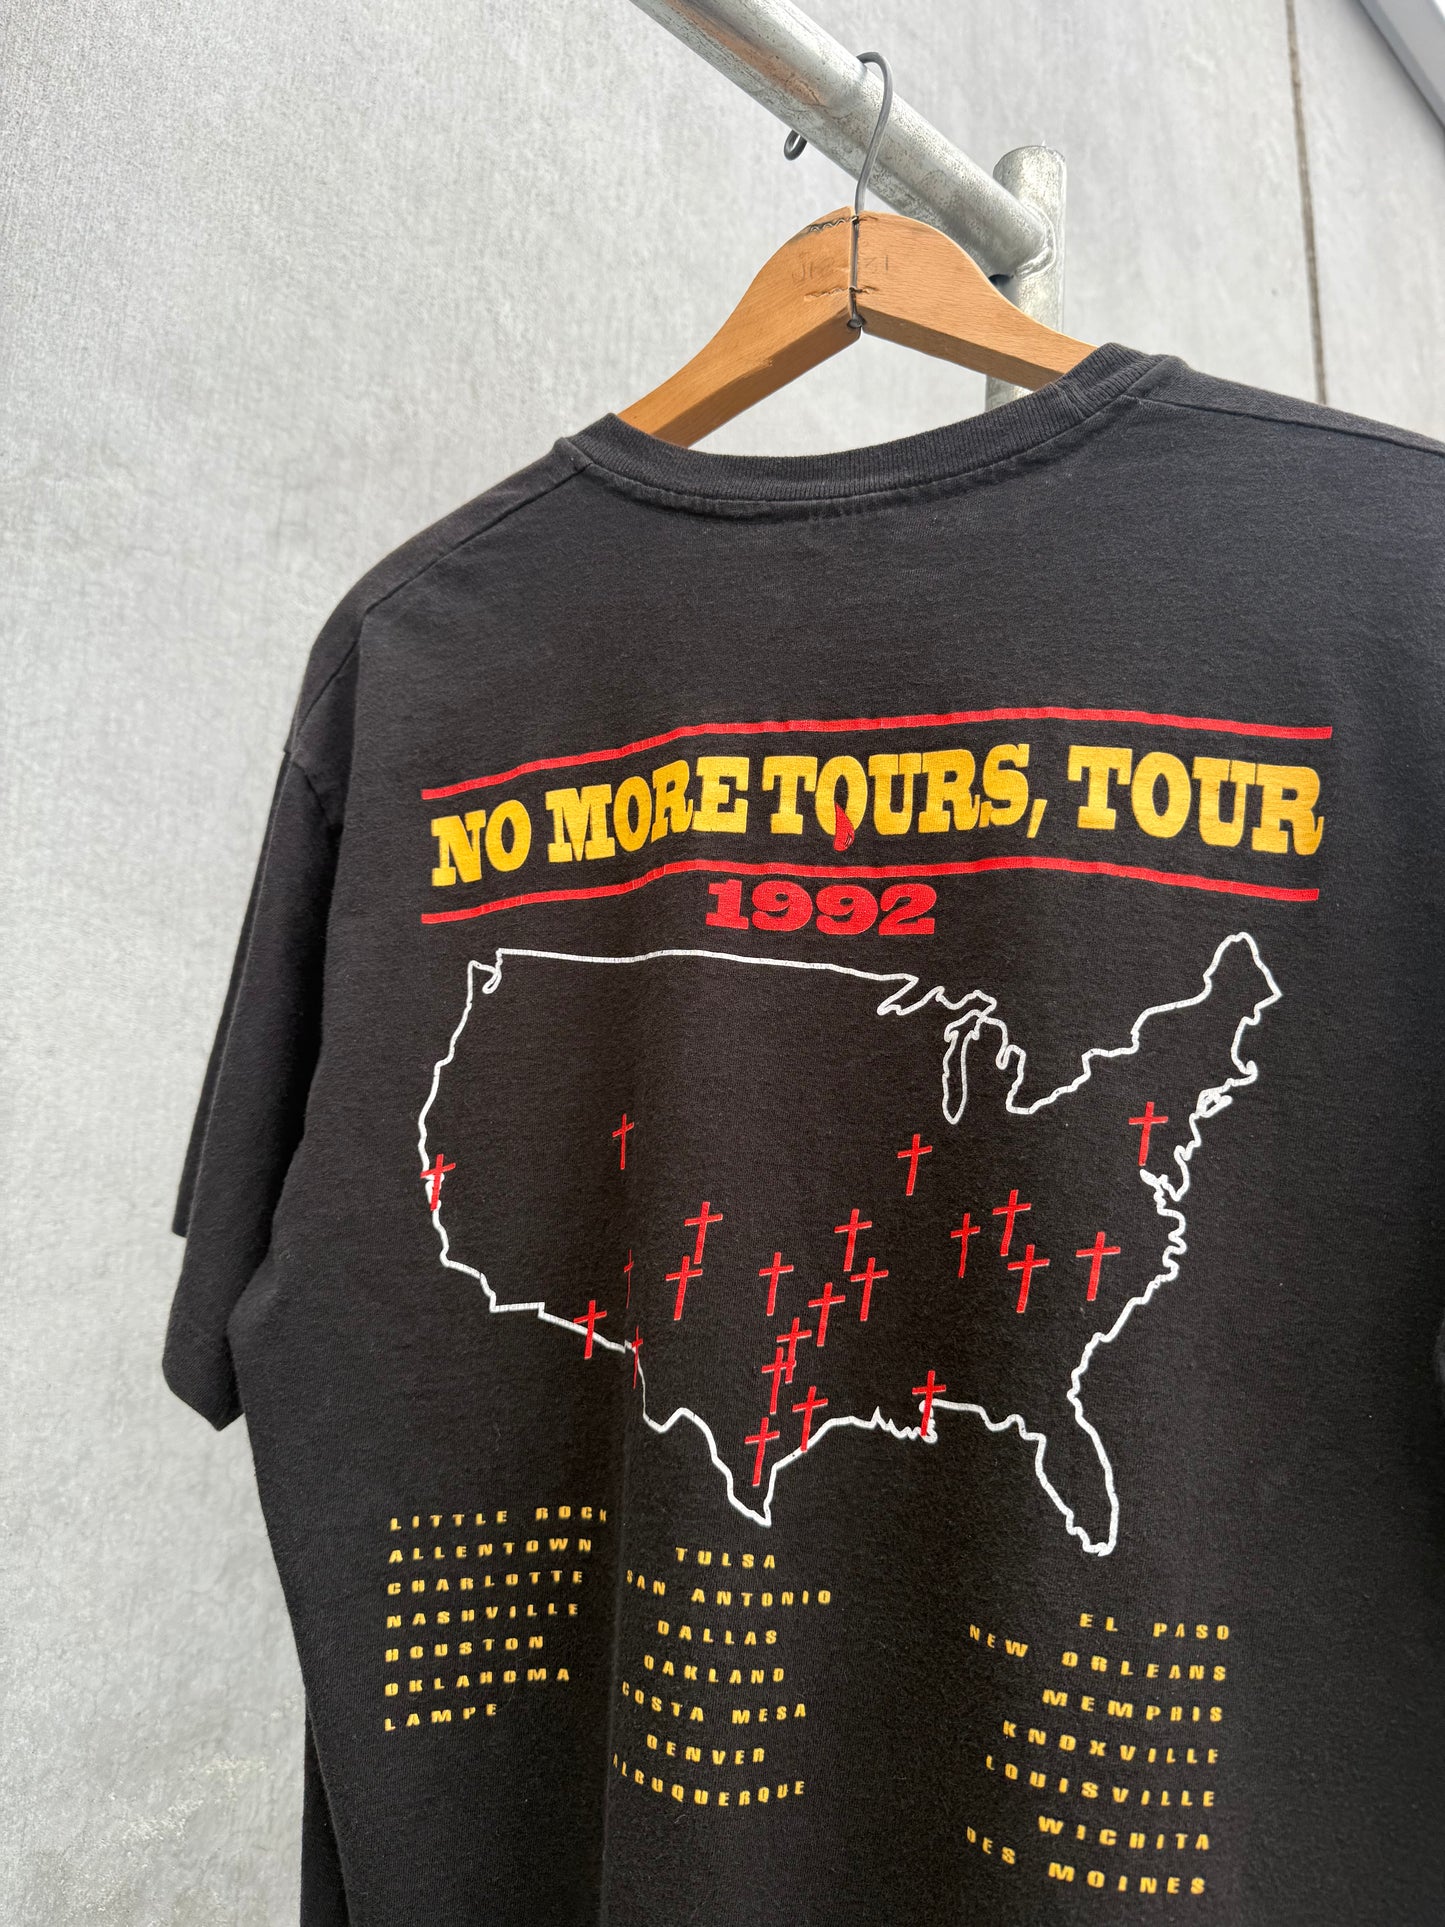 NO MORE TOURS, TOUR
1992
LITTLE ROCK
ALLENTOWN
CHARLOTTE
NASHVILLE
HOUSTON
OKLAHOMA
LAMPE
TULSA
SAN ANTONIO
DALLAS
OAKLAND
COSTA MESA
DENVER
ALBUQUERQUE
EL PASO
NEW ORLEANS
MEMPHIS
KNOXVILLE
LOUISVILLE
WICHITA
DES MOINES